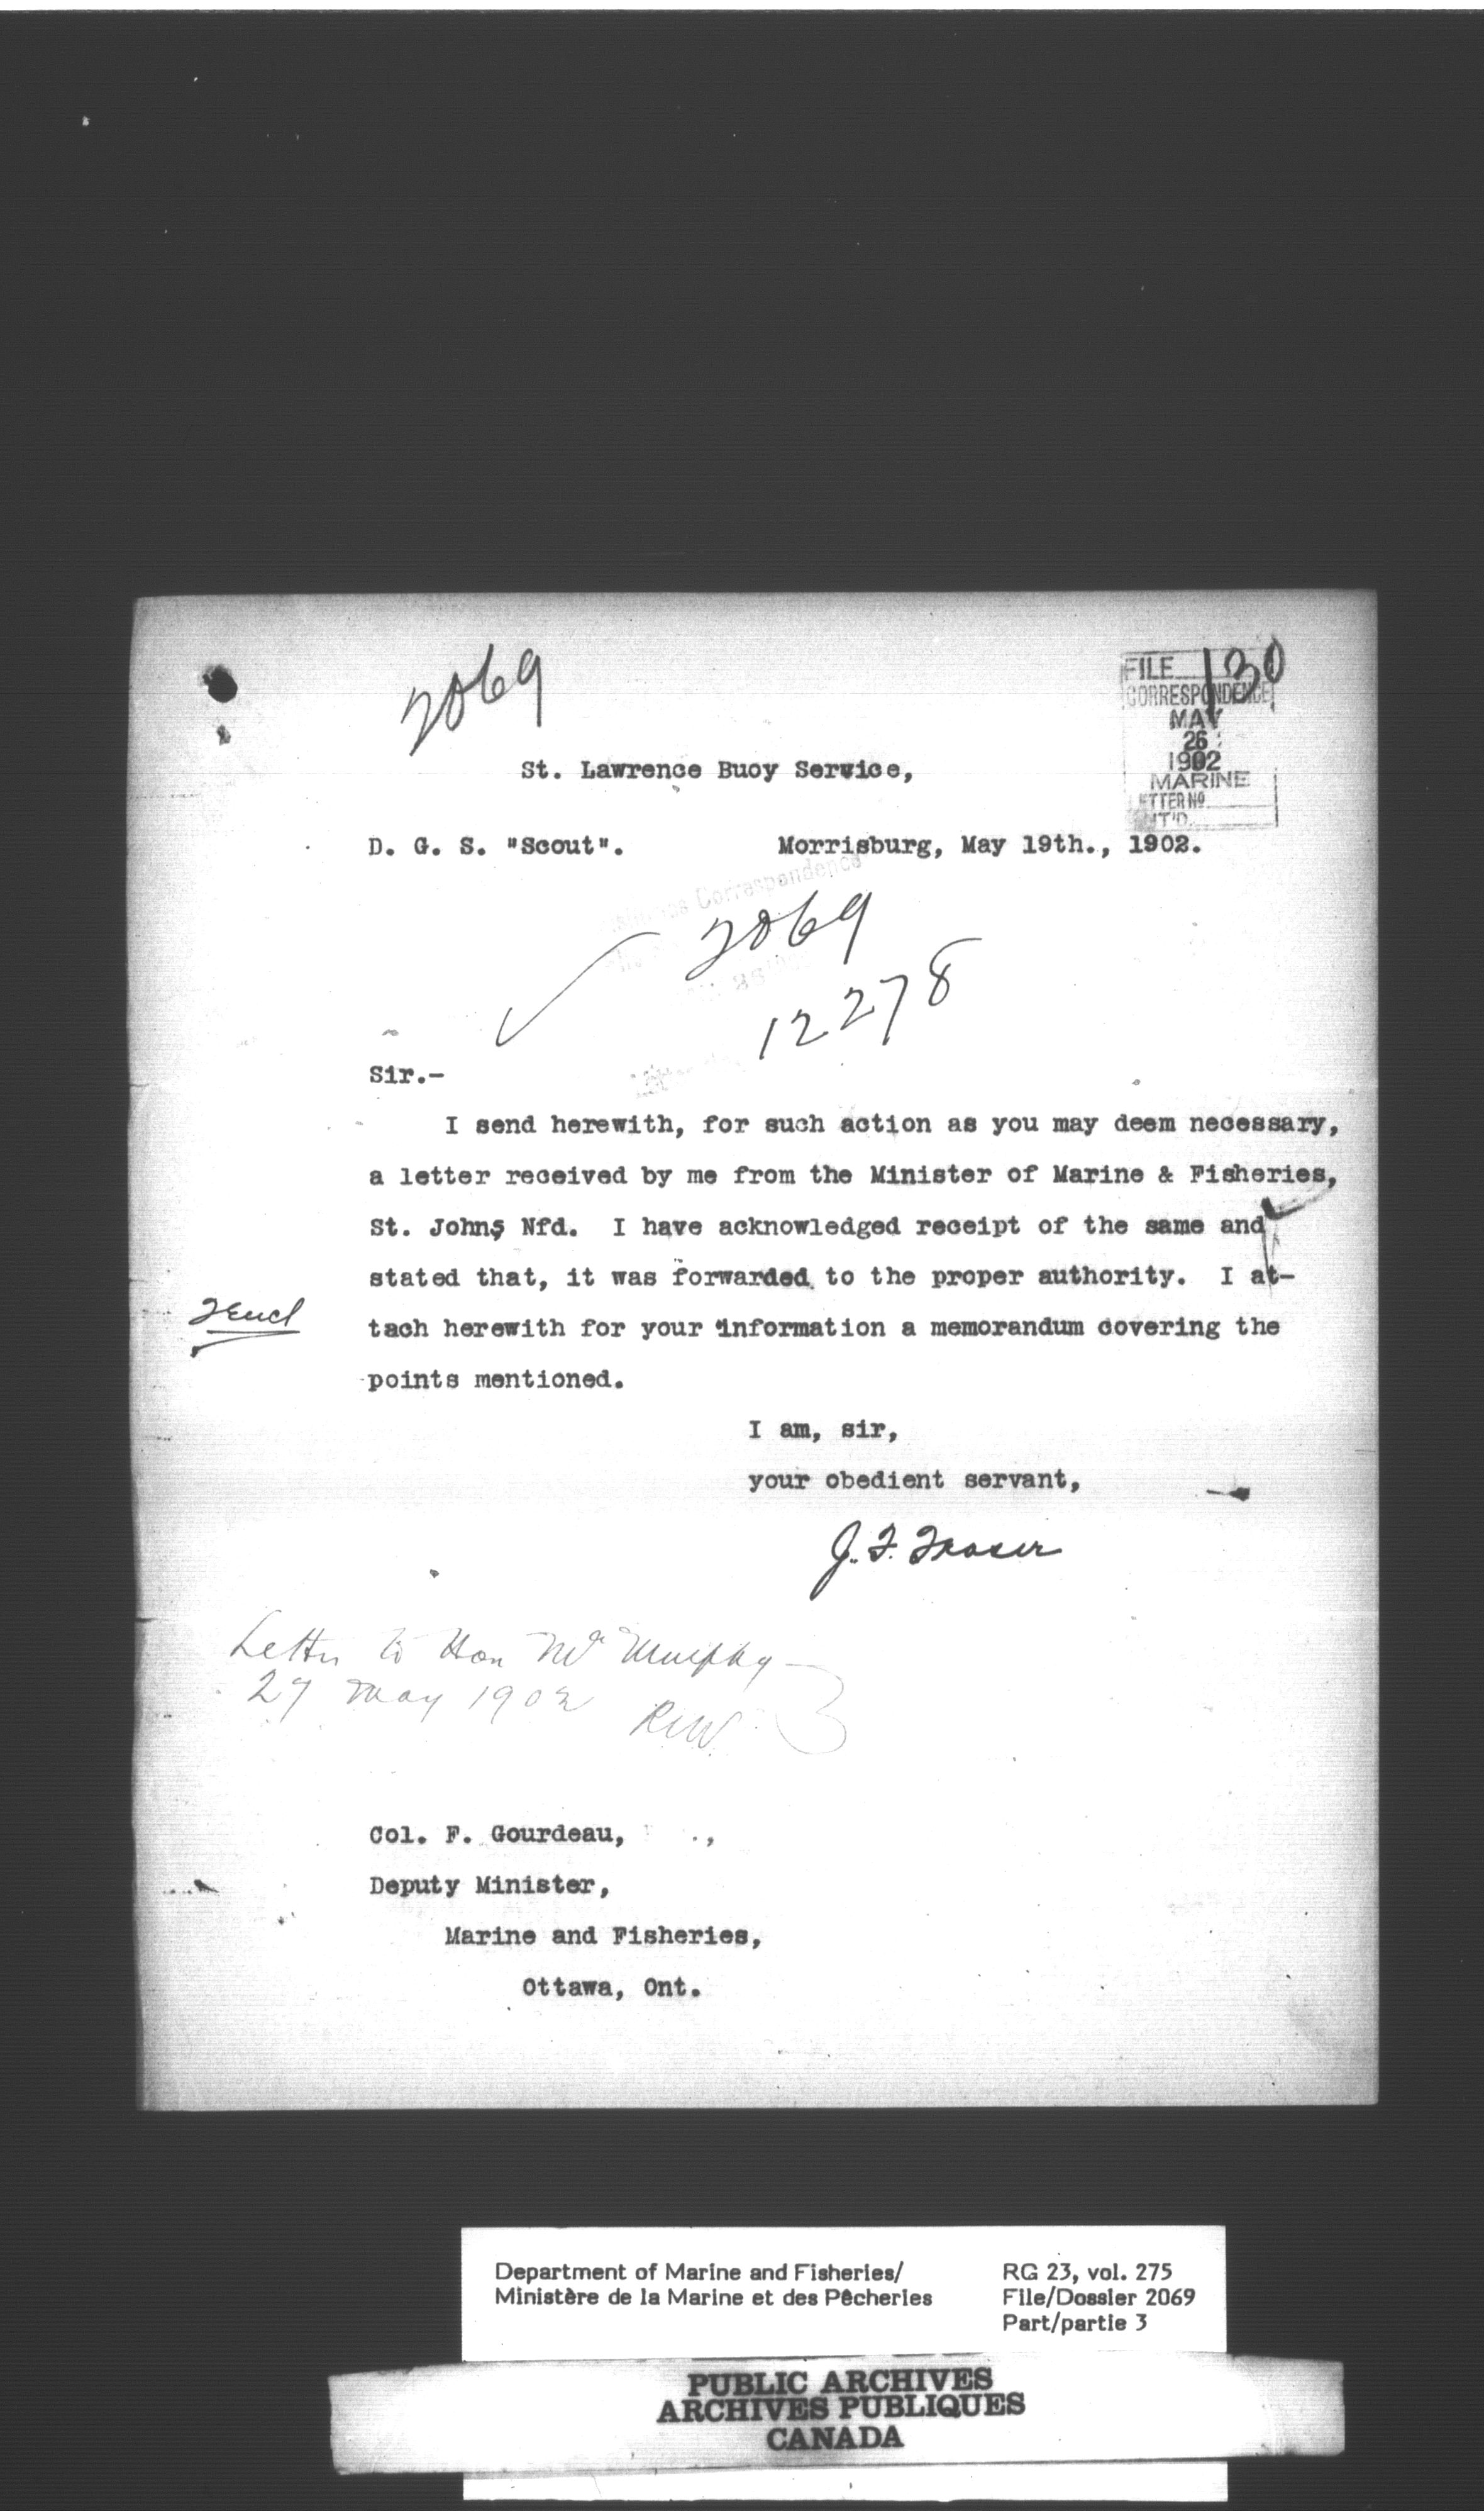 2069
FILE 130
CORRESPONDENCE
MAY
26
1902
MARINE
St. Lawrence Buoy Service,
D. G. S. "Scout". Morrisburg, May 19th., 1902.
Correspondence
2069
12278
Sir.-
I send herewith, for such action as you may deem necessary,
a letter received by me from the Minister of Marine & Fisheries,
St. Johns Nfd. I have acknowledged receipt of the same and
stated that, it was forwarded to the proper authority. I at-
tach herewith for your information a memorandum covering the
points mentioned.
I am, sir,
your obedient servant,
J. F. Fraser
Letter to Hon Mr Murphy
27 May 1902
Col. F. Gourdeau,
Deputy Minister,
Marine and Fisheries,
Ottawa, Ont.
Department of Marine and Fisheries/ RG 23, vol. 275
Ministère de la Marine et des Pêcheries File/Dossier 2069
Part/partie 3
PUBLIC ARCHIVES
ARCHIVES PUBLIQUES
CANADA